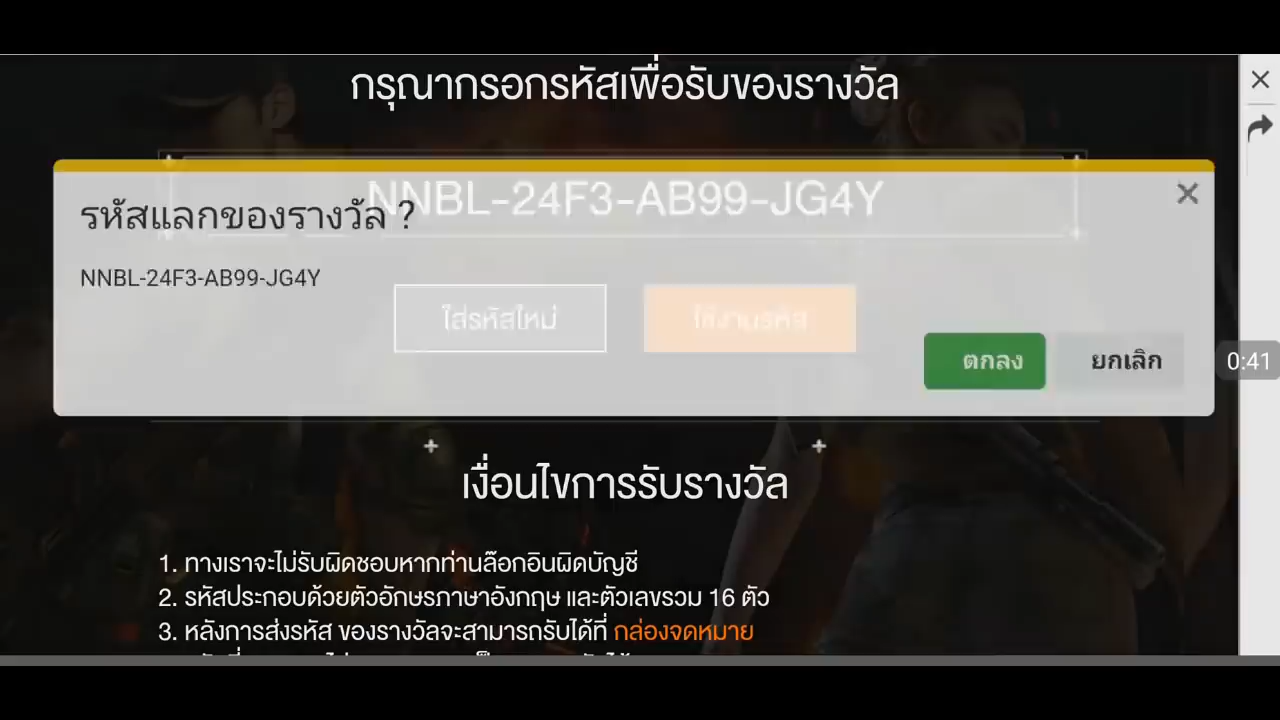 กรุณากรอกรหัสเพื่อรับของรางวัล
NNBL-24F3-AB99-JG4Y
รหัสแลกของรางวัล ?
NNBL-24F3-AB99-JG4Y
ใส่รหัสใหม่
ใช้งานรหัส
ตกลง
ยกเลิก
0:41
เงื่อนไขการรับรางวัล
1. ทางเราจะไม่รับผิดชอบหากท่านล๊อกอินผิดบัญชี
2. รหัสประกอบด้วยตัวอักษรภาษาอังกฤษ และตัวเลขรวม 16 ตัว
3. หลังการส่งรหัส ของรางวัลจะสามารถรับได้ที่ กล่องจดหมาย